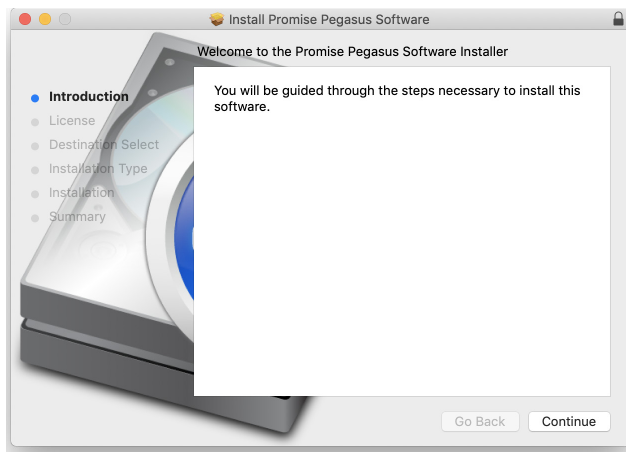 Install Promise Pegasus Software
Welcome to the Promise Pegasus Software Installer
Introduction
License
Destination Select
Installation Type
Installation
Summary
You will be guided through the steps necessary to install this
software.
Go Back
Continue